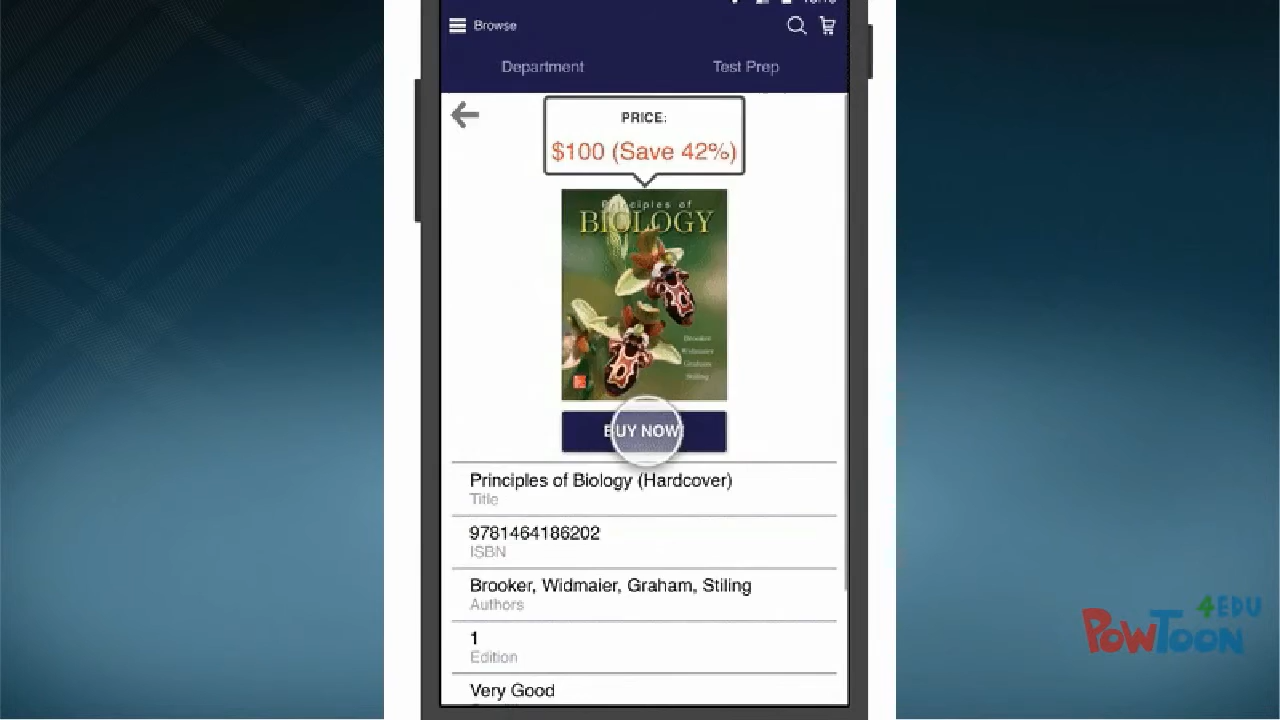 Browse
Department
Test Prep
PRICE:
$100 (Save 42%)
Principles of
BIOLOGY
Brooker
Widmaier
Graham
Stiling
BUY NOW
Principles of Biology (Hardcover)
Title
9781464186202
ISBN
Brooker, Widmaier, Graham, Stiling
Authors
1
Edition
Very Good
4EDU
POWTOON